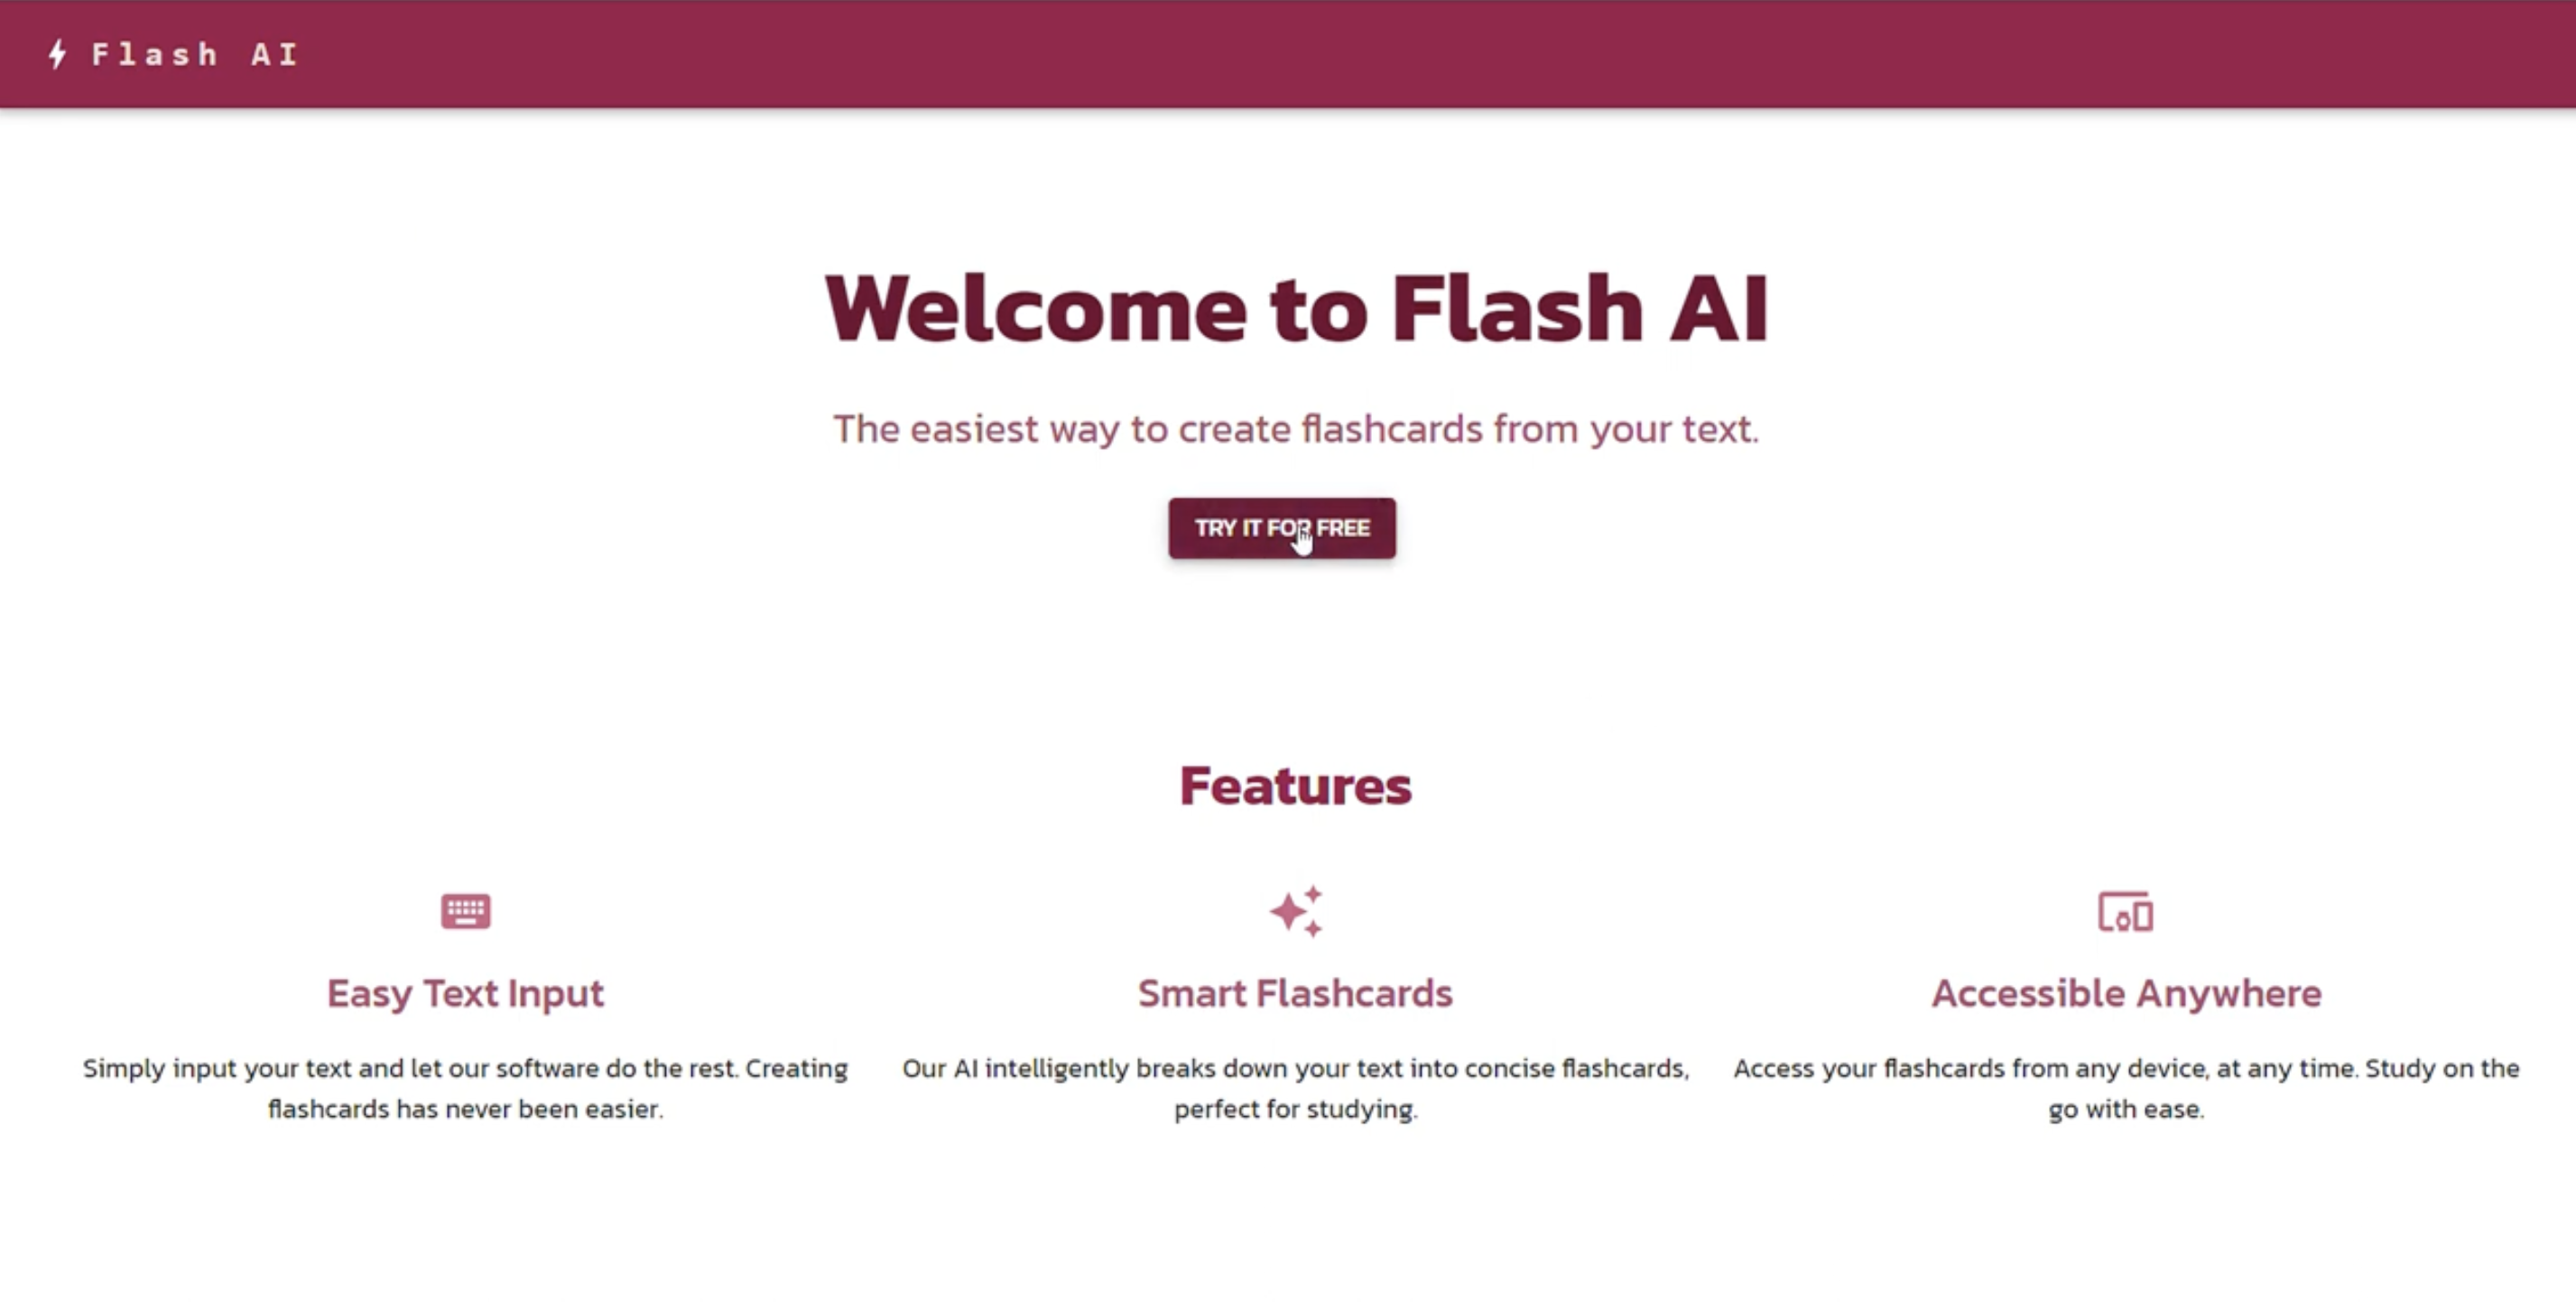 Flash AI
Welcome to Flash AI
The easiest way to create flashcards from your text.
TRY IT FOR FREE
Features
Easy Text Input
Simply input your text and let our software do the rest. Creating
flashcards has never been easier.
Smart Flashcards
Our AI intelligently breaks down your text into concise flashcards,
perfect for studying.
Accessible Anywhere
Access your flashcards from any device, at any time. Study on the
go with ease.